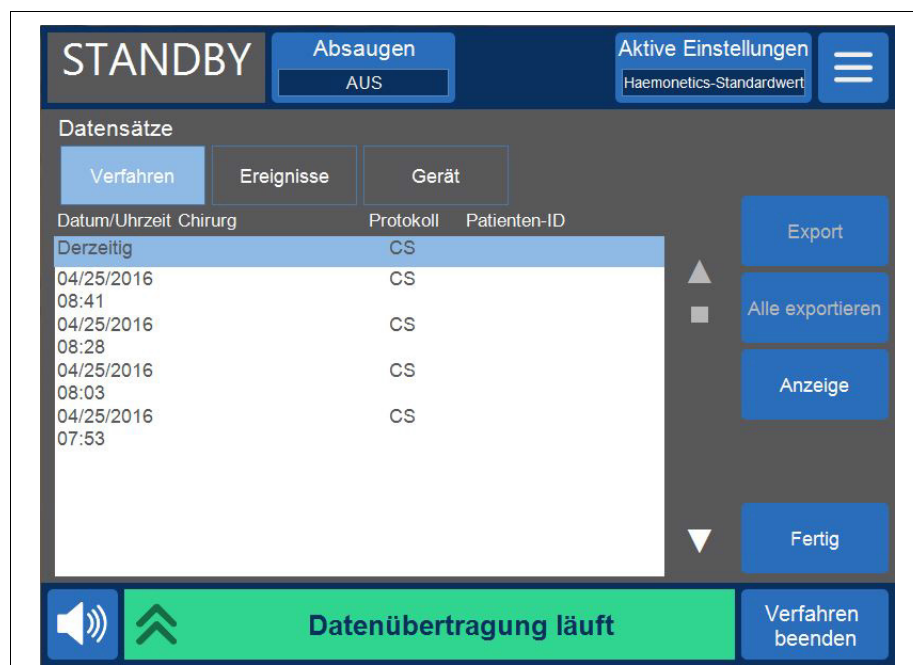 STANDBY
Absaugen
AUS
Aktive Einstellungen
Haemonetics-Standardwert
Datensätze
Verfahren Ereignisse Gerät
Datum/Uhrzeit Chirurg Protokoll Patienten-ID
Derzeitig CS
04/25/2016 CS
08:41
04/25/2016 CS
08:28
04/25/2016 CS
08:03
04/25/2016 CS
07:53
Export
Alle exportieren
Anzeige
Fertig
Datenübertragung läuft
Verfahren
beenden